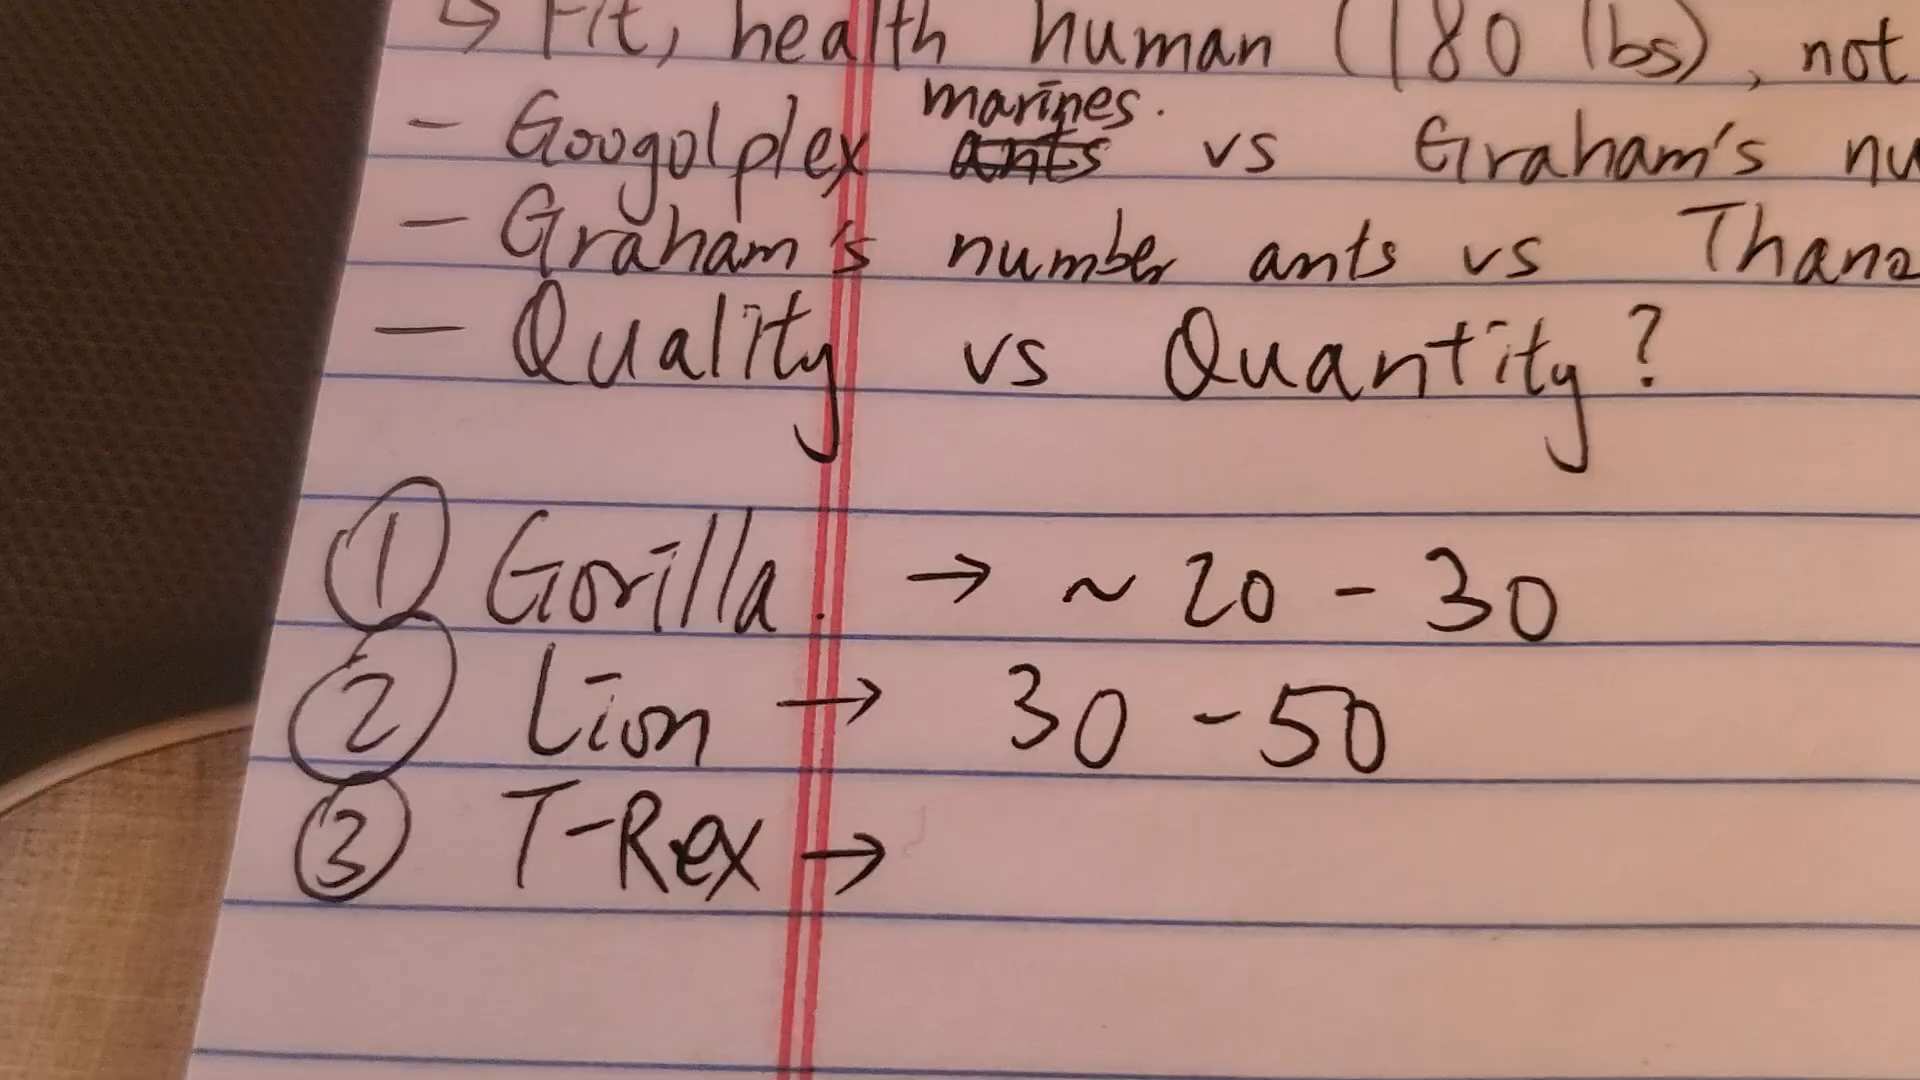 ↳ Fit, health human (180 lbs), not
marines.
- Googolplex ants vs Graham's nu
- Graham's number ants vs Thano
- Quality vs Quantity?
① Gorilla. → ~ 20 - 30
② Lion → 30 - 50
③ T-Rex →